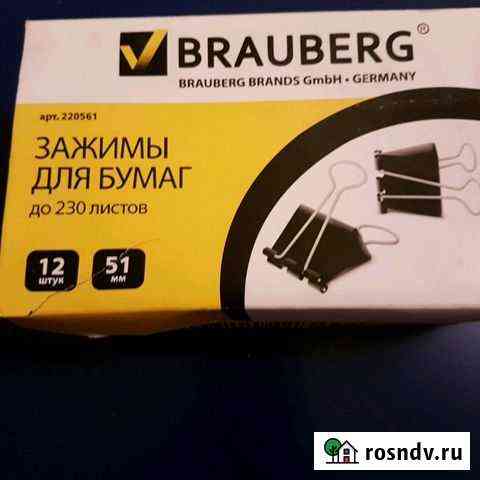 BRAUBERG®
BRAUBERG BRANDS GmbH • GERMANY
арт. 220561
ЗАЖИМЫ
ДЛЯ БУМАГ
до 230 листов
12
штук
51
мм
rosndv.ru